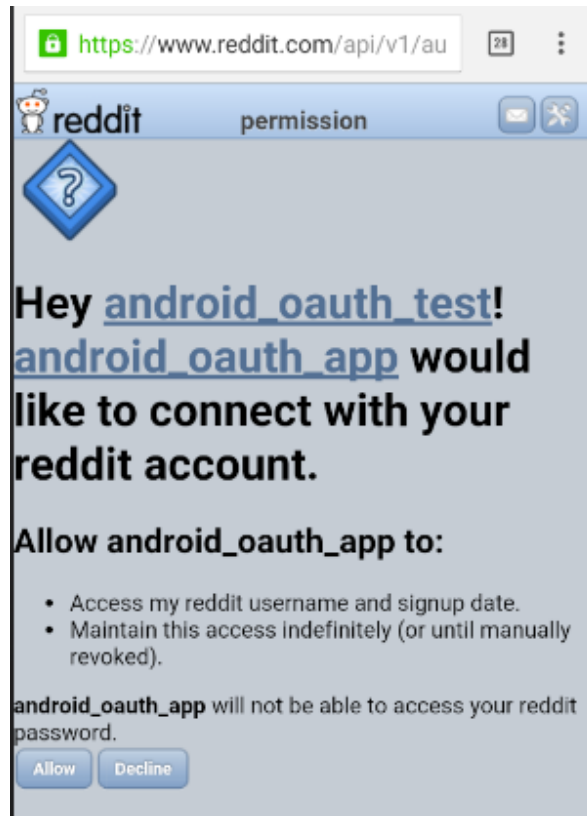 https://www.reddit.com/api/v1/au
28
reddit
permission
?
Hey android_oauth_test!
android_oauth_app would
like to connect with your
reddit account.
Allow android_oauth_app to:
• Access my reddit username and signup date.
• Maintain this access indefinitely (or until manually
revoked).
android_oauth_app will not be able to access your reddit
password.
Allow
Decline